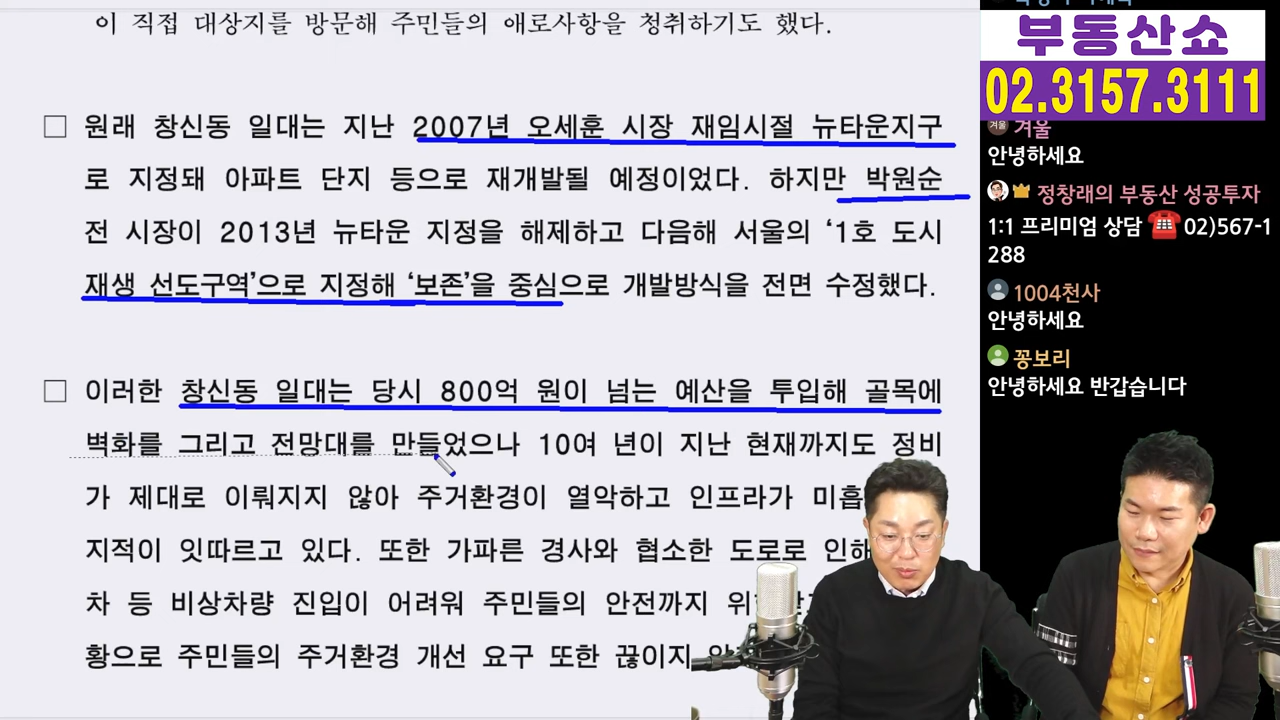 이 직접 대상지를 방문해 주민들의 애로사항을 청취하기도 했다.
□ 원래 창신동 일대는 지난 2007년 오세훈 시장 재임시절 뉴타운지구
로 지정돼 아파트 단지 등으로 재개발될 예정이었다. 하지만 박원순
전 시장이 2013년 뉴타운 지정을 해제하고 다음해 서울의 ‘1호 도시
재생 선도구역’으로 지정해 ‘보존’을 중심으로 개발방식을 전면 수정했다.
□ 이러한 창신동 일대는 당시 800억 원이 넘는 예산을 투입해 골목에
벽화를 그리고 전망대를 만들었으나 10여 년이 지난 현재까지도 정비
가 제대로 이뤄지지 않아 주거환경이 열악하고 인프라가 미흡
지적이 잇따르고 있다. 또한 가파른 경사와 협소한 도로로 인해
차 등 비상차량 진입이 어려워 주민들의 안전까지
황으로 주민들의 주거환경 개선 요구 또한 끊이지
부동산쇼
02.3157.3111
겨울 겨울
안녕하세요
정창래의 부동산 성공투자
1:1 프리미엄 상담 ☎ 02)567-1
288
1004천사
안녕하세요
꽁보리
안녕하세요 반갑습니다